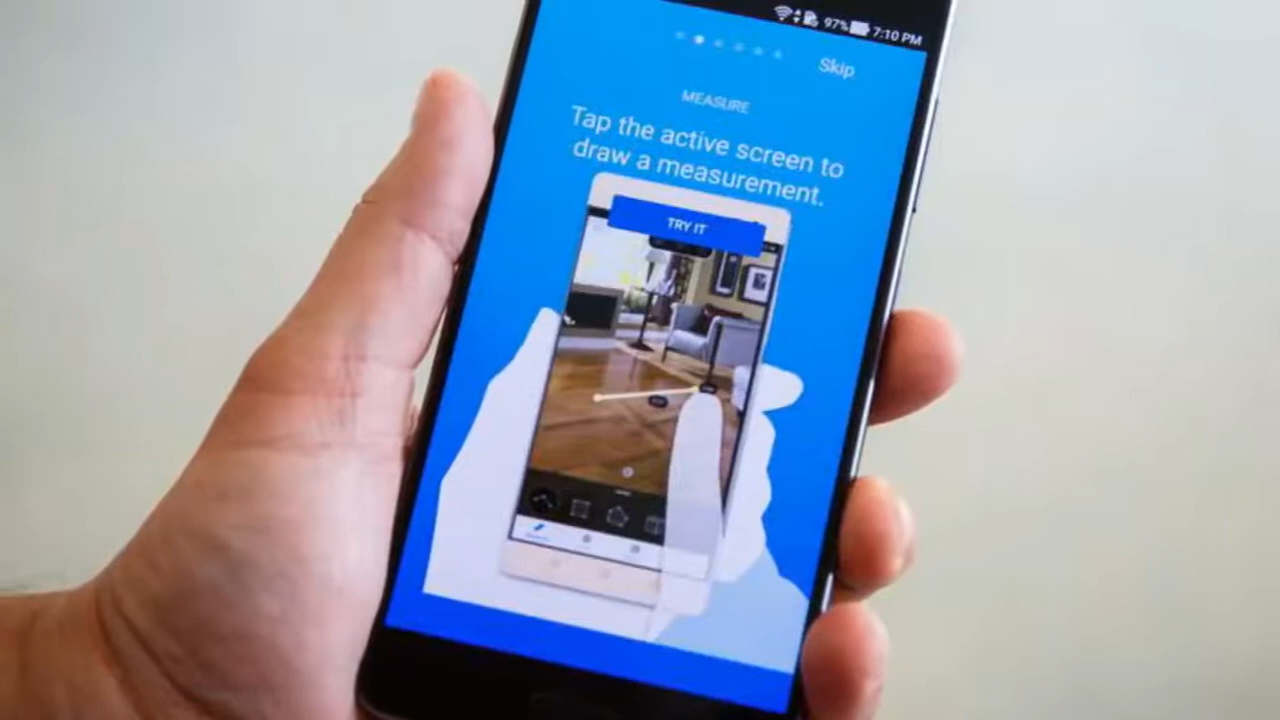 97% 7:10 PM
Skip
MEASURE
Tap the active screen to
draw a measurement.
TRY IT